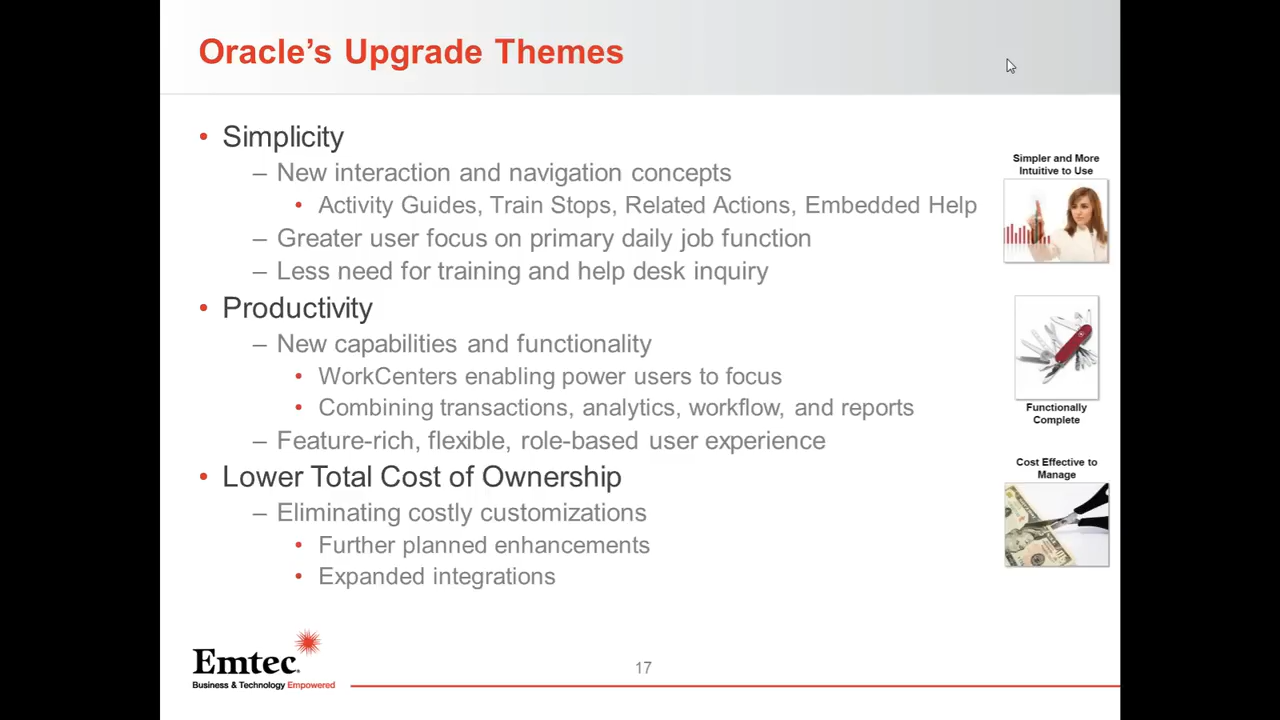 Oracle's Upgrade Themes
• Simplicity
– New interaction and navigation concepts
• Activity Guides, Train Stops, Related Actions, Embedded Help
– Greater user focus on primary daily job function
– Less need for training and help desk inquiry
• Productivity
– New capabilities and functionality
• WorkCenters enabling power users to focus
• Combining transactions, analytics, workflow, and reports
– Feature-rich, flexible, role-based user experience
• Lower Total Cost of Ownership
– Eliminating costly customizations
• Further planned enhancements
• Expanded integrations
Simpler and More
Intuitive to Use
Functionally
Complete
Cost Effective to
Manage
Emtec
Business & Technology Empowered
17